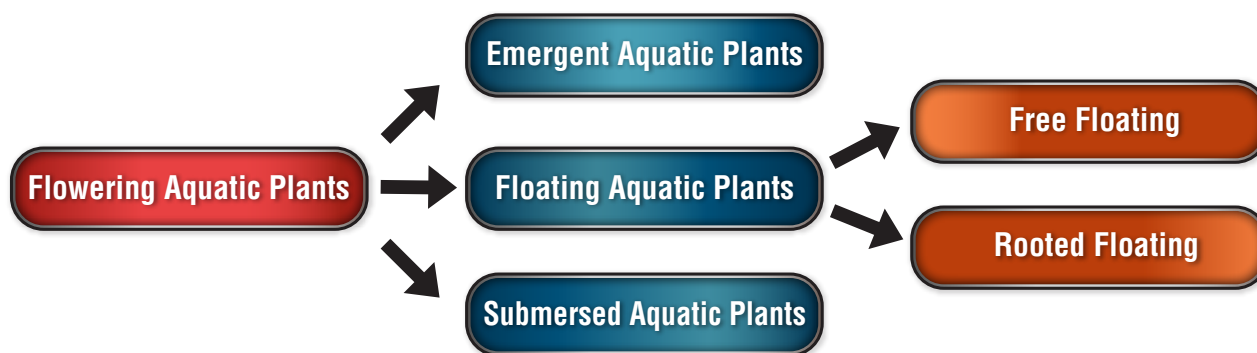 Flowering Aquatic Plants
Emergent Aquatic Plants
Floating Aquatic Plants
Submersed Aquatic Plants
Free Floating
Rooted Floating